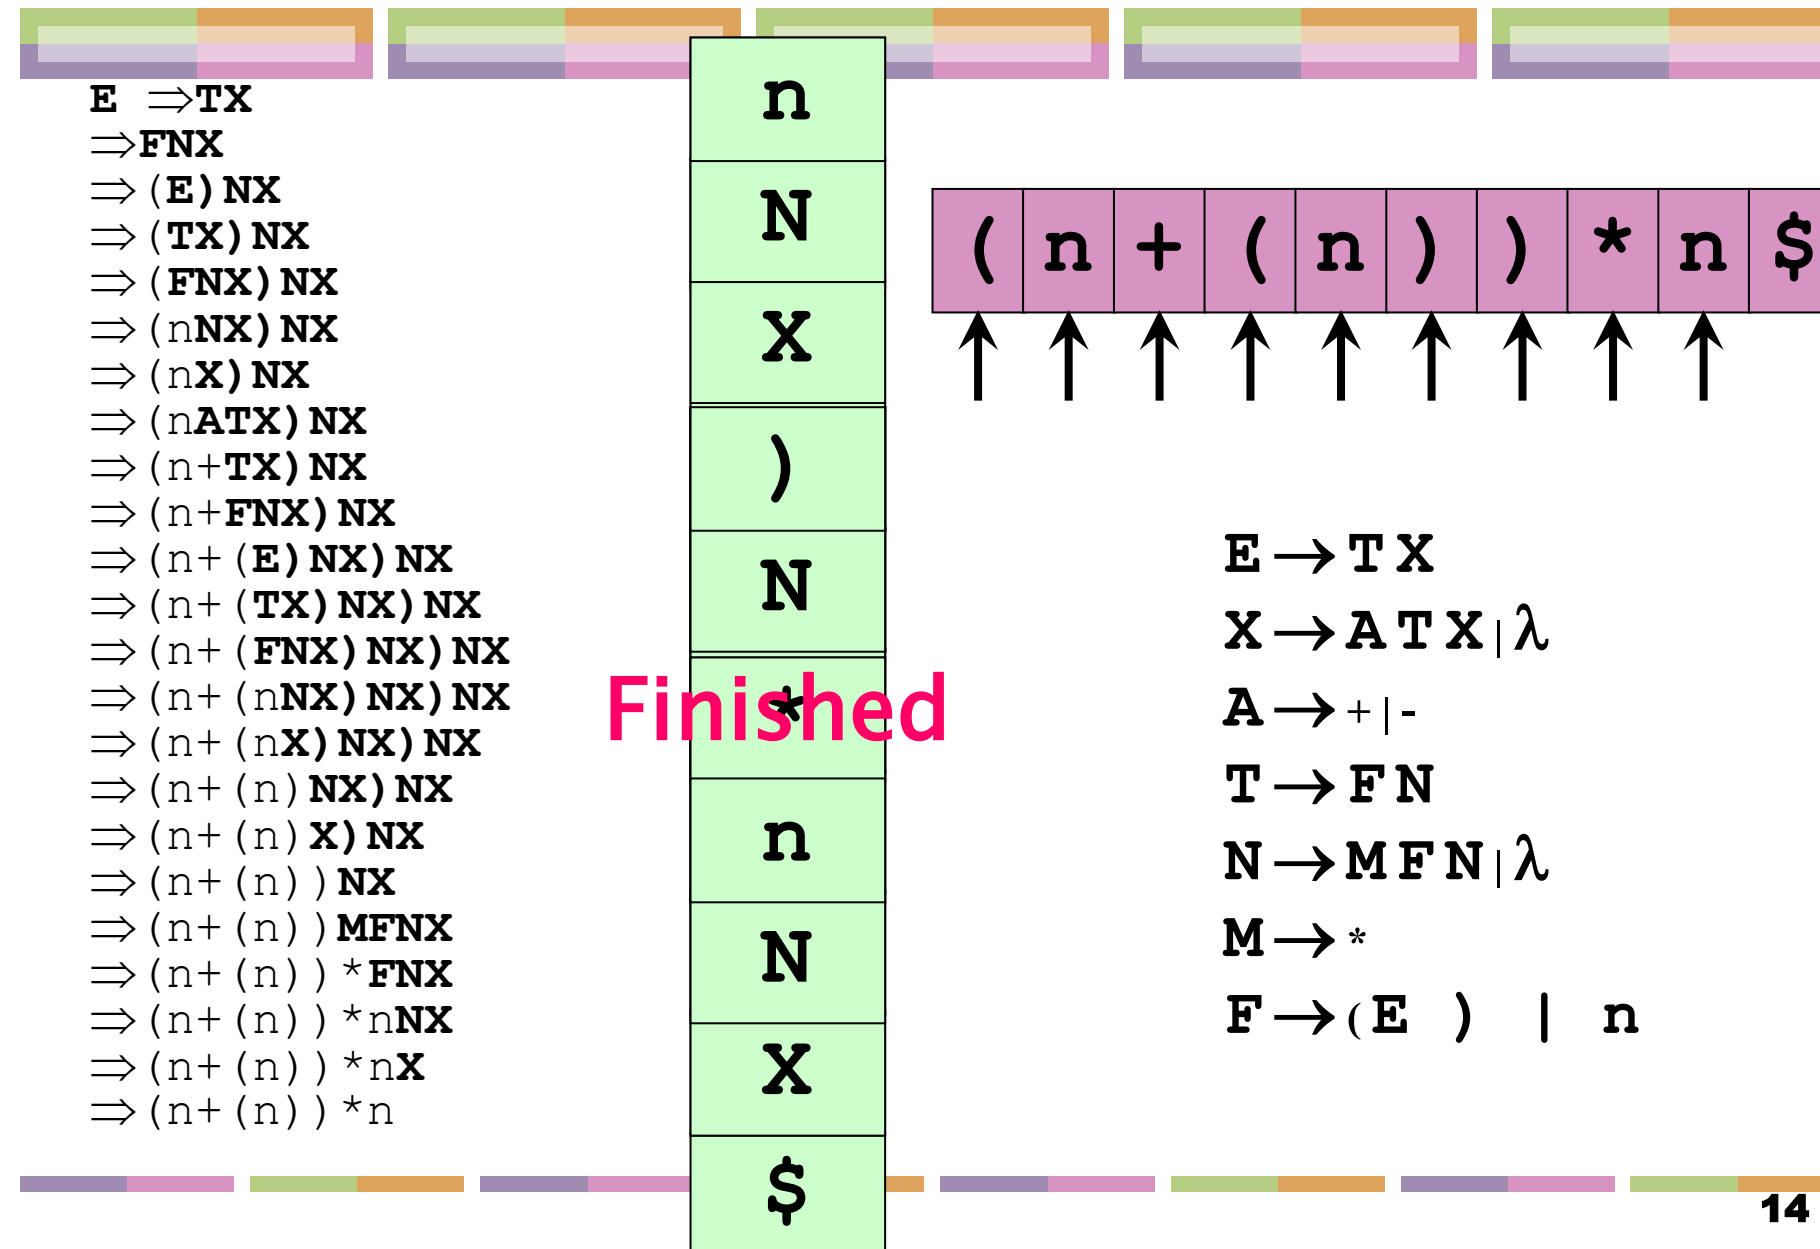 E ⇒TX
⇒FNX
⇒(E)NX
⇒(TX)NX
⇒(FNX)NX
⇒(nNX)NX
⇒(nX)NX
⇒(nATX)NX
⇒(n+TX)NX
⇒(n+FNX)NX
⇒(n+(E)NX)NX
⇒(n+(TX)NX)NX
⇒(n+(FNX)NX)NX
⇒(n+(nNX)NX)NX
⇒(n+(nX)NX)NX
⇒(n+(n)NX)NX
⇒(n+(n)X)NX
⇒(n+(n))NX
⇒(n+(n))MFNX
⇒(n+(n))*FNX
⇒(n+(n))*nNX
⇒(n+(n))*nX
⇒(n+(n))*n
n
N
X
)
N
*
n
N
X
$
Finished
( n + ( n ) ) * n $
E→TX
X→ATX|λ
A→+|-
T→FN
N→MFN|λ
M→*
F→(E ) | n
14